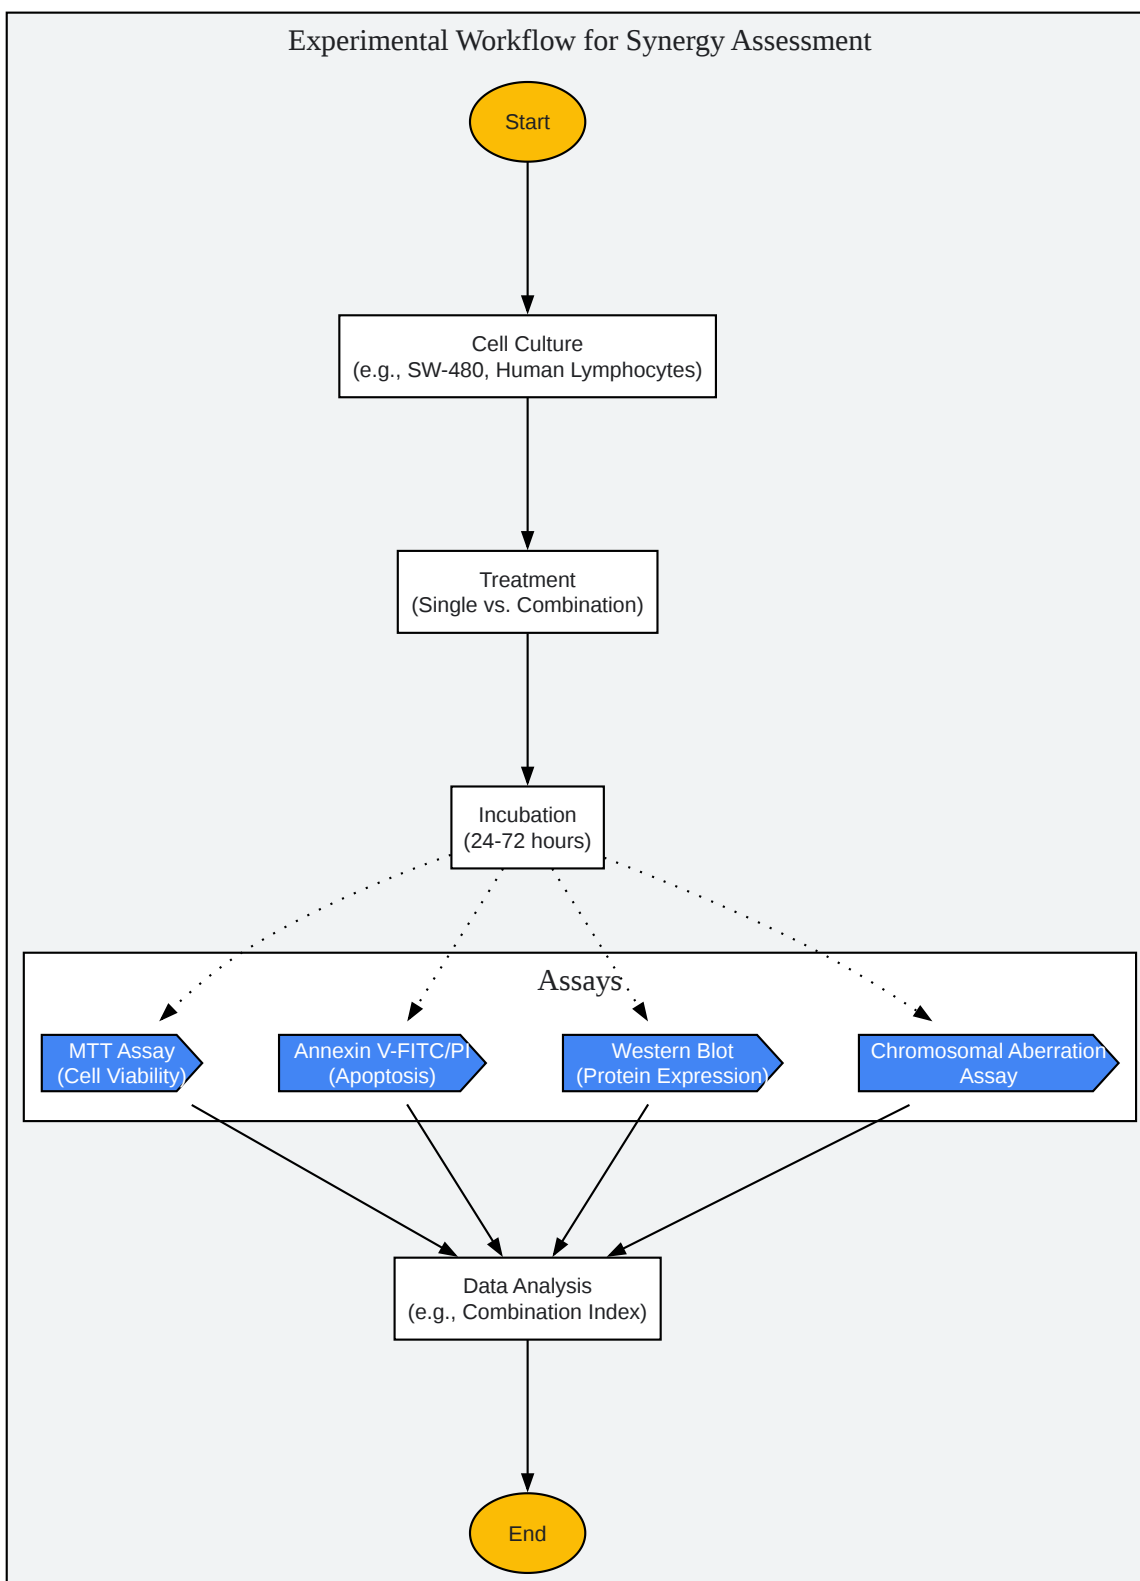 Experimental Workflow for Synergy Assessment
Start
Cell Culture
(e.g., SW-480, Human Lymphocytes)
Treatment
(Single vs. Combination)
Incubation
(24-72 hours)
Assays
MTT Assay
(Cell Viability)
Annexin V-FITC/PI
(Apoptosis)
Western Blot
(Protein Expression)
Chromosomal Aberration
Assay
Data Analysis
(e.g., Combination Index)
End